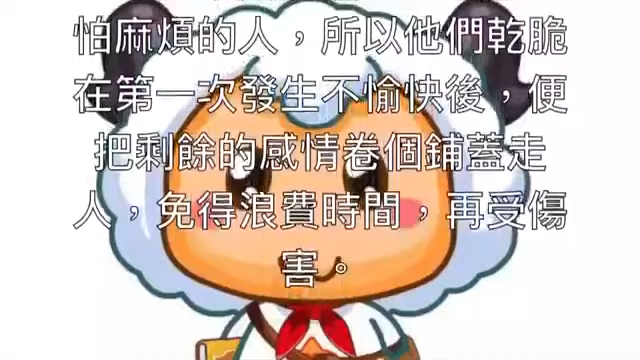 怕麻煩的人，所以他們乾脆
在第一次發生不愉快後，便
把剩餘的感情卷個鋪蓋走
人，免得浪費時間，再受傷
害。